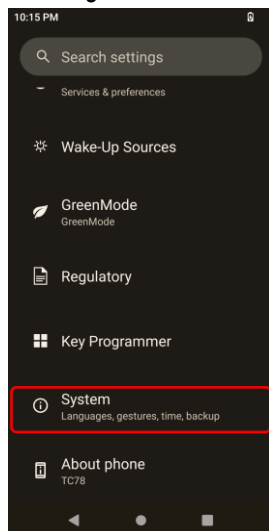 10:15 PM
Search settings
Services & preferences
Wake-Up Sources
GreenMode
GreenMode
Regulatory
Key Programmer
System
Languages, gestures, time, backup
About phone
TC78